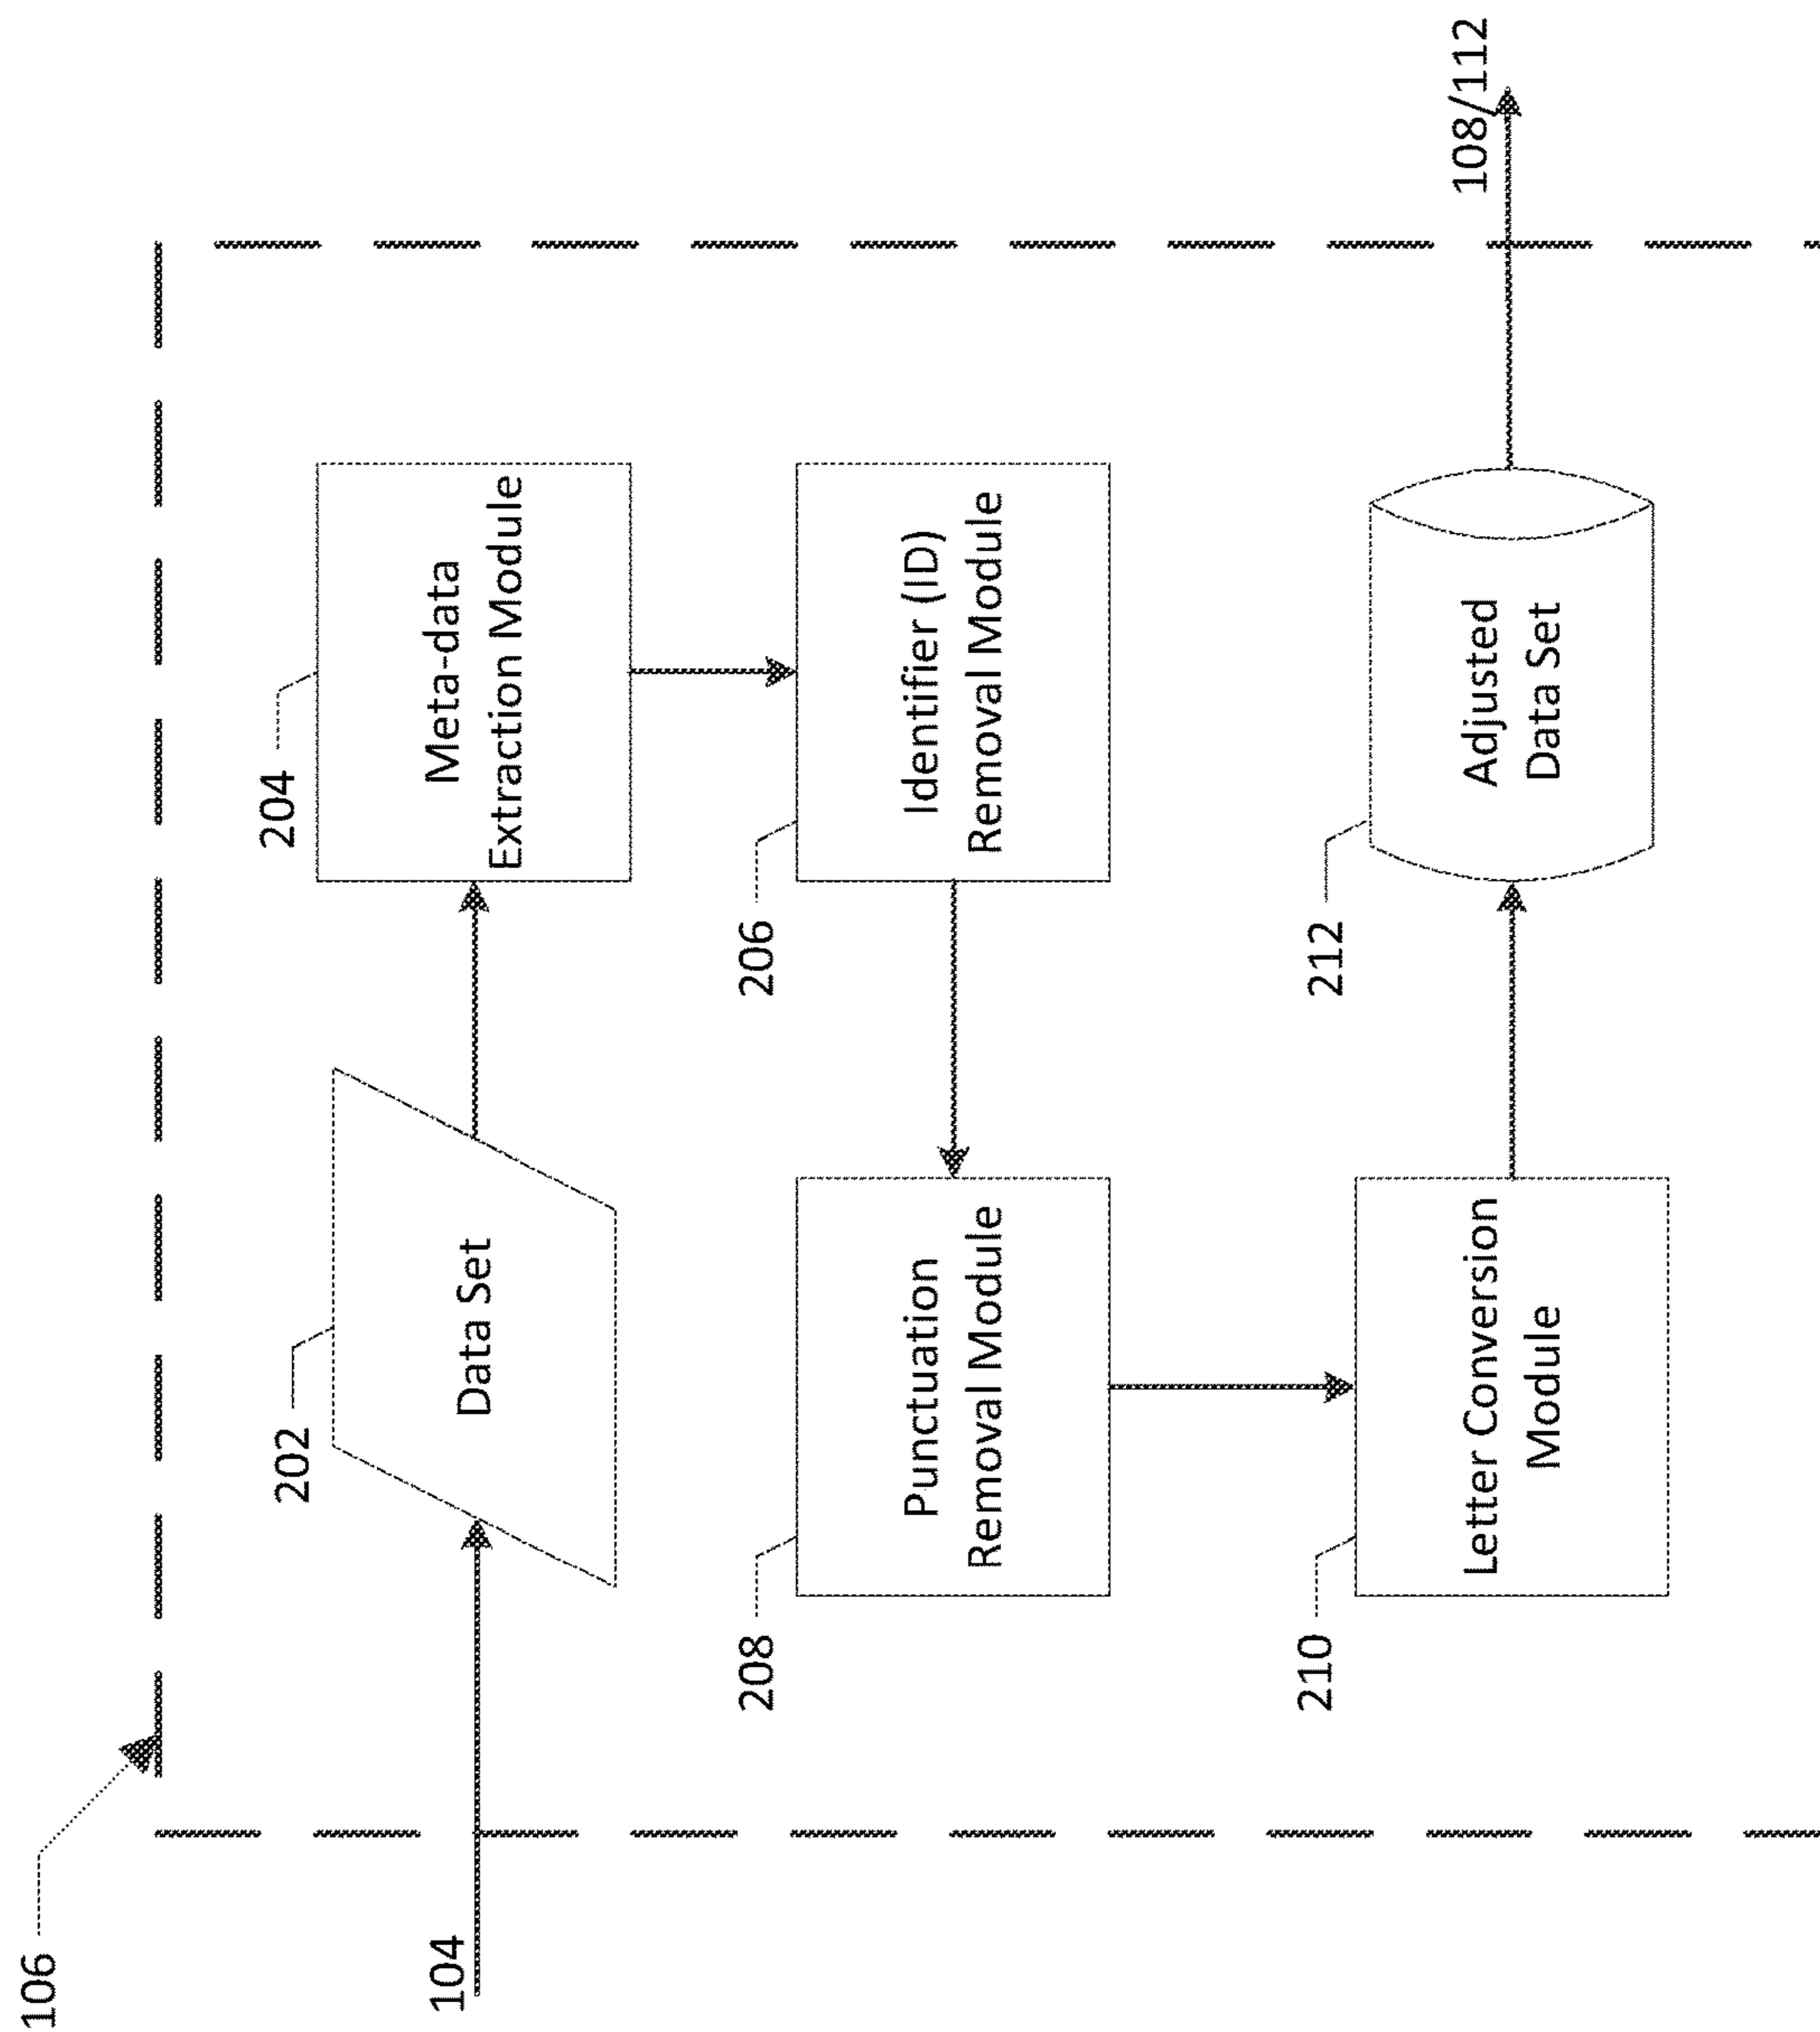 106
104
202
Data Set
204
Meta-data
Extraction Module
206
Identifier (ID)
Removal Module
208
Punctuation
Removal Module
210
Letter Conversion
Module
212
Adjusted
Data Set
108/112